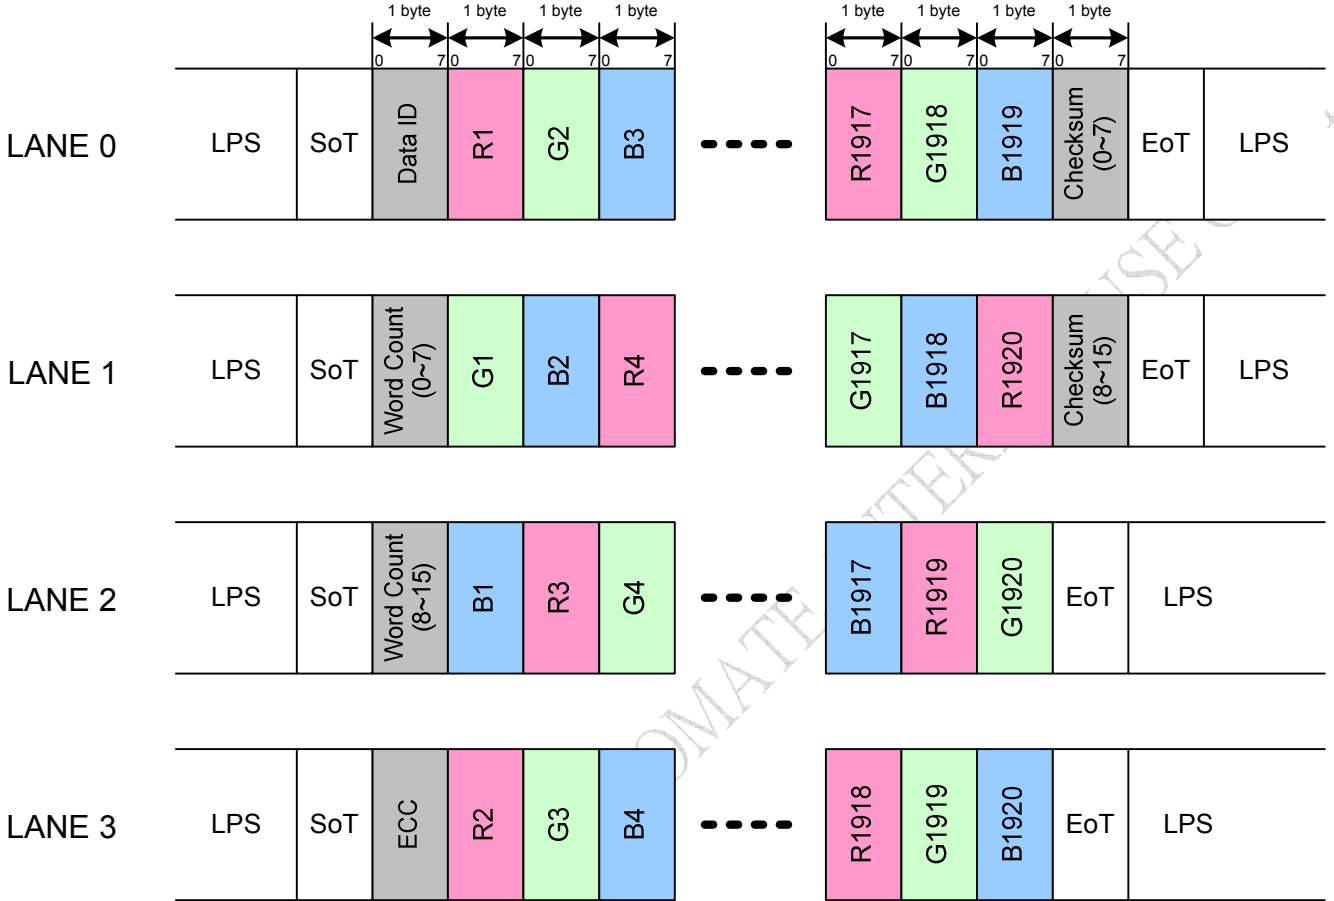 1 byte 1 byte 1 byte 1 byte 1 byte 1 byte 1 byte 1 byte
0 7 0 7 0 7 0 7 0 7 0 7 0 7 0 7
LANE 0 LPS SoT Data ID R1 G2 B3 R1917 G1918 B1919 Checksum (0~7) EoT LPS
LANE 1 LPS SoT Word Count (0~7) G1 B2 R4 G1917 B1918 R1920 Checksum (8~15) EoT LPS
LANE 2 LPS SoT Word Count (8~15) B1 R3 G4 B1917 R1919 G1920 EoT LPS
LANE 3 LPS SoT ECC R2 G3 B4 R1918 G1919 B1920 EoT LPS